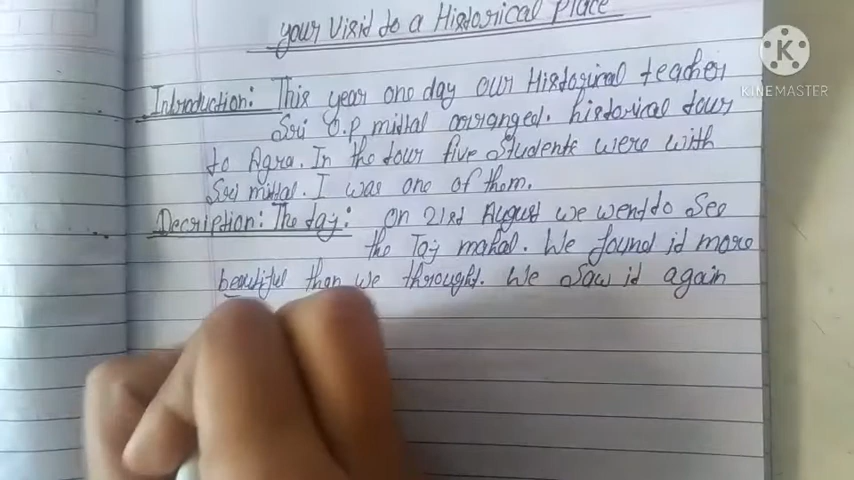 your Visit to a Historical Place
Introduction: This year one day our Historical teacher
Sri O.P mittal arranged. historical tour
to Agra. In the tour five Students were with
Sri mittal. I was one of them.
Decription: The taj: On 21st August we went to See
the Taj mahal. We found it more
beautiful than we throught. We Saw it again
KINEMASTER